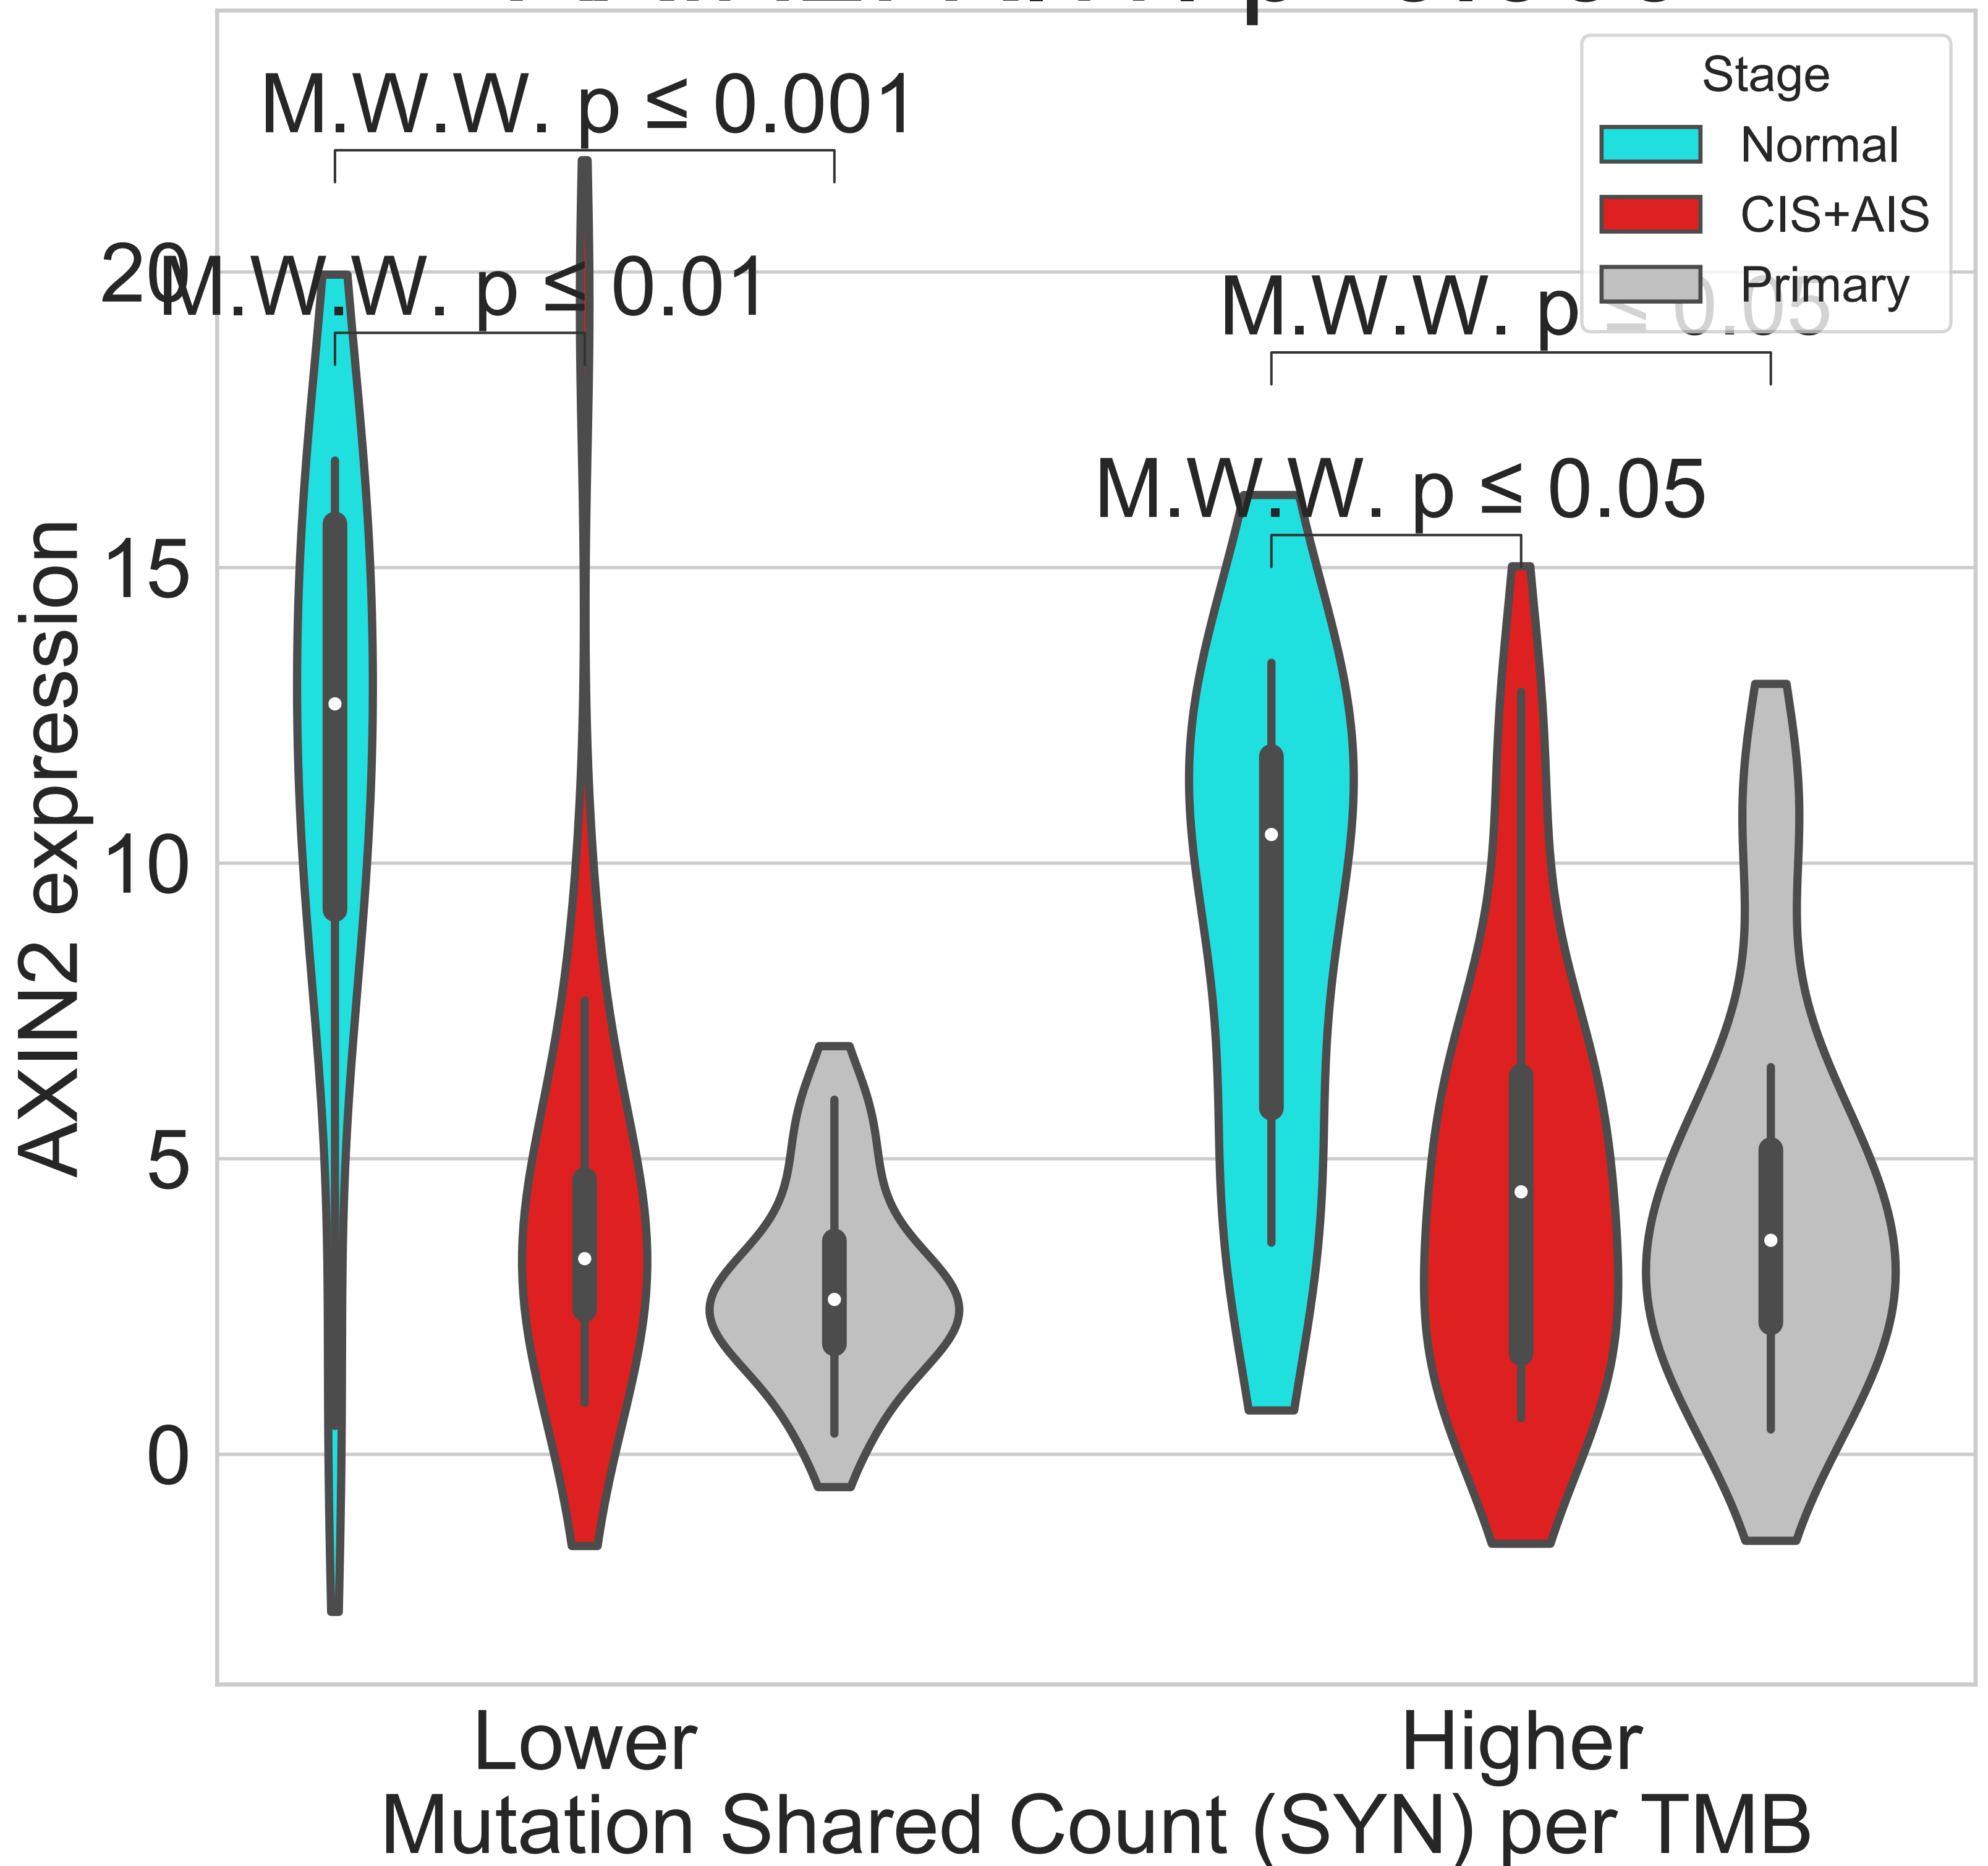 M.W.W. p ≤ 0.001
Stage
Normal
CIS+AIS
Primary
M.W.W. p ≤ 0.01
M.W.W. p ≤ 0.05
M.W.W. p ≤ 0.05
AXIN2 expression
20
15
10
5
0
Lower
Higher
Mutation Shared Count (SYN) per TMB